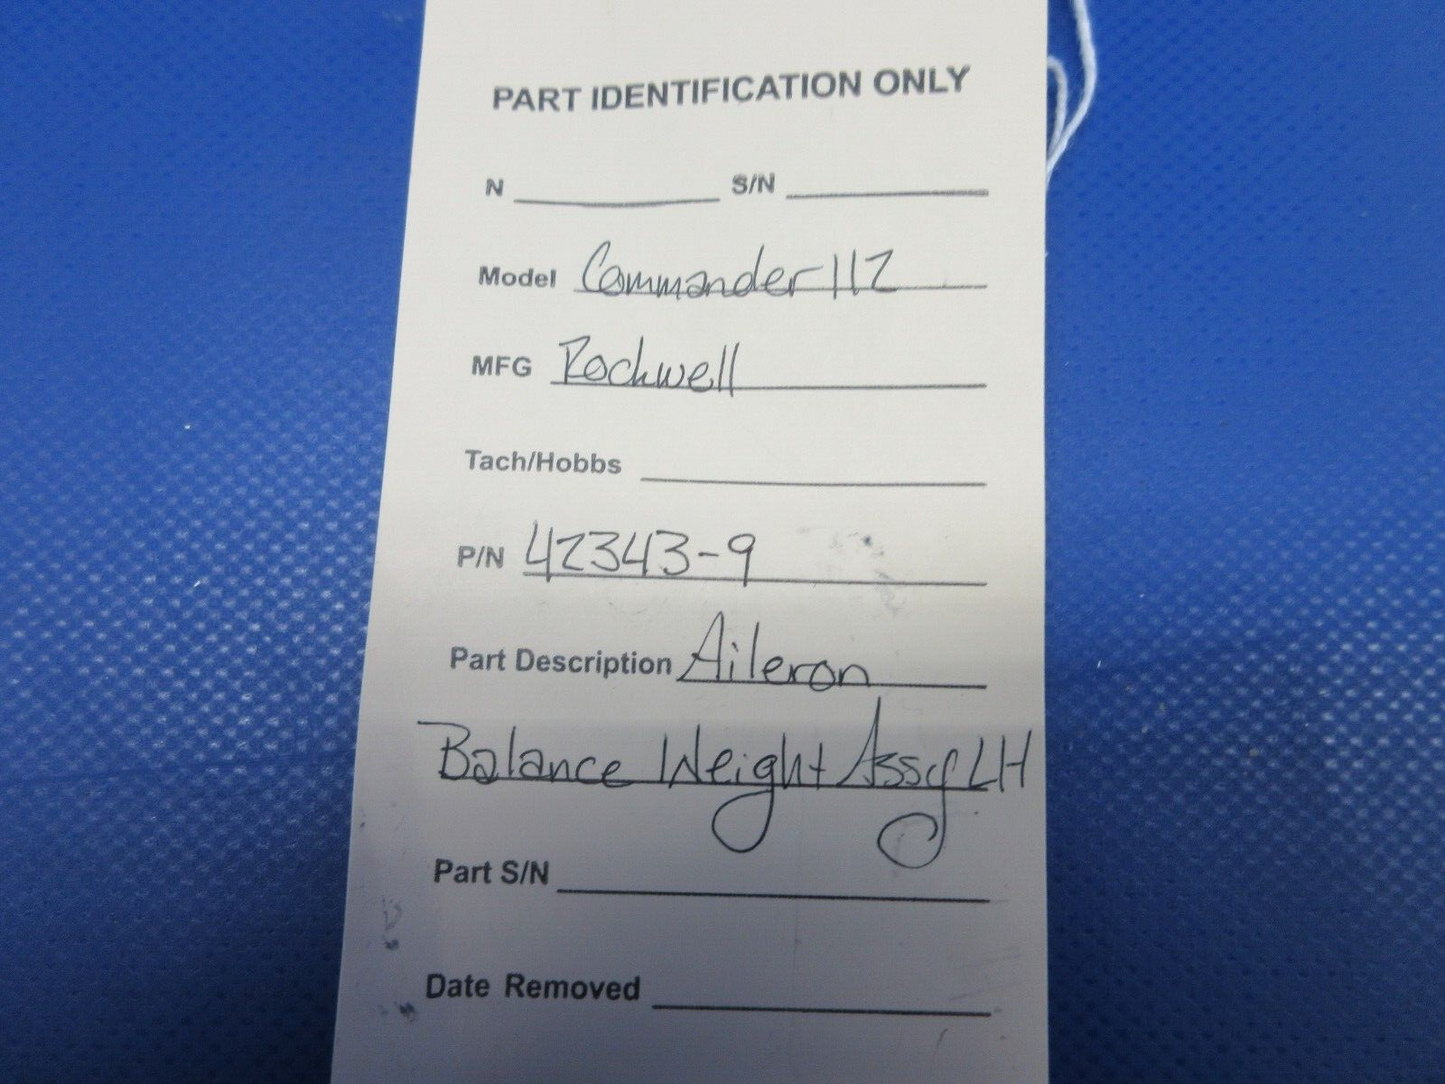 PART IDENTIFICATION ONLY
N S/N
Model Commander 112
MFG Rockwell
Tach/Hobbs
P/N 42343-9
Part Description Aileron
Balance Weight Assy LH
Part S/N
Date Removed